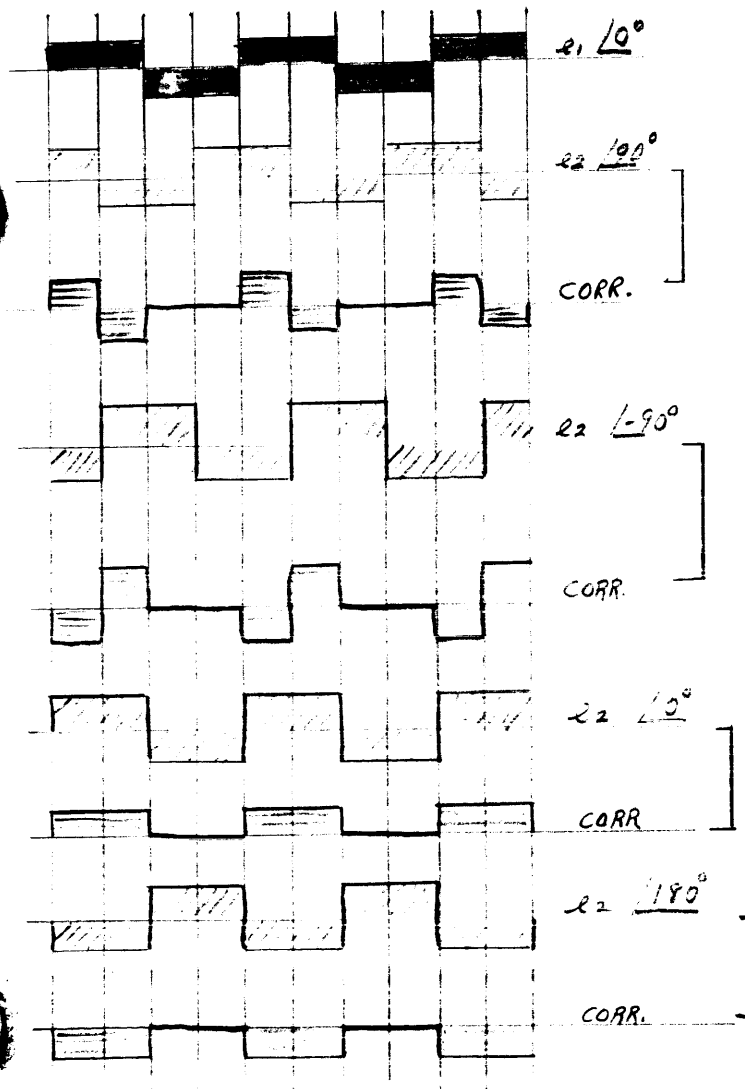 e1 /0°
e2 /90°
CORR.
e2 /-90°
CORR.
e2 /0°
CORR
e2 /180°
CORR.